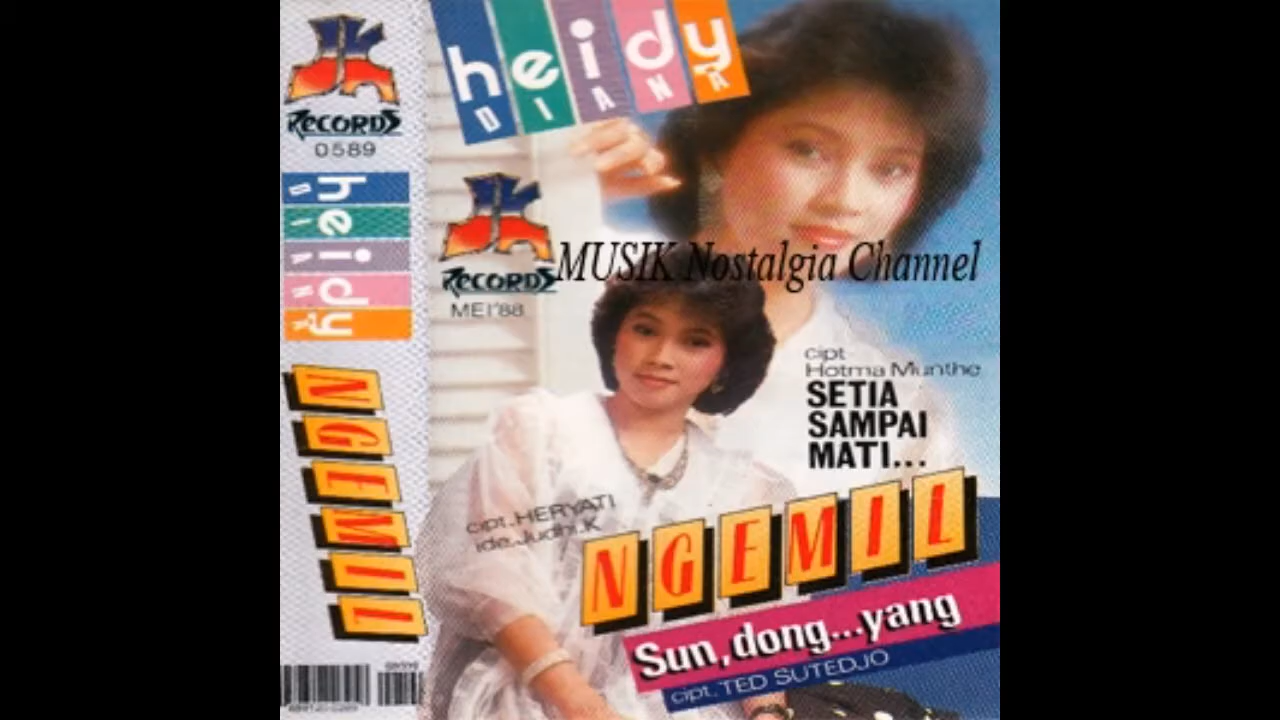 JK
RECORDS
0589
heidy
DIANA
NGEMIL
heidy
DIANA
JK
RECORDS
MEI'88
MUSIK Nostalgia Channel
cipt
Hotma Munthe
SETIA
SAMPAI
MATI...
cipt. HERYATI
ide. Judhi.K
NGEMIL
Sun, dong...yang
cipt. TED SUTEDJO